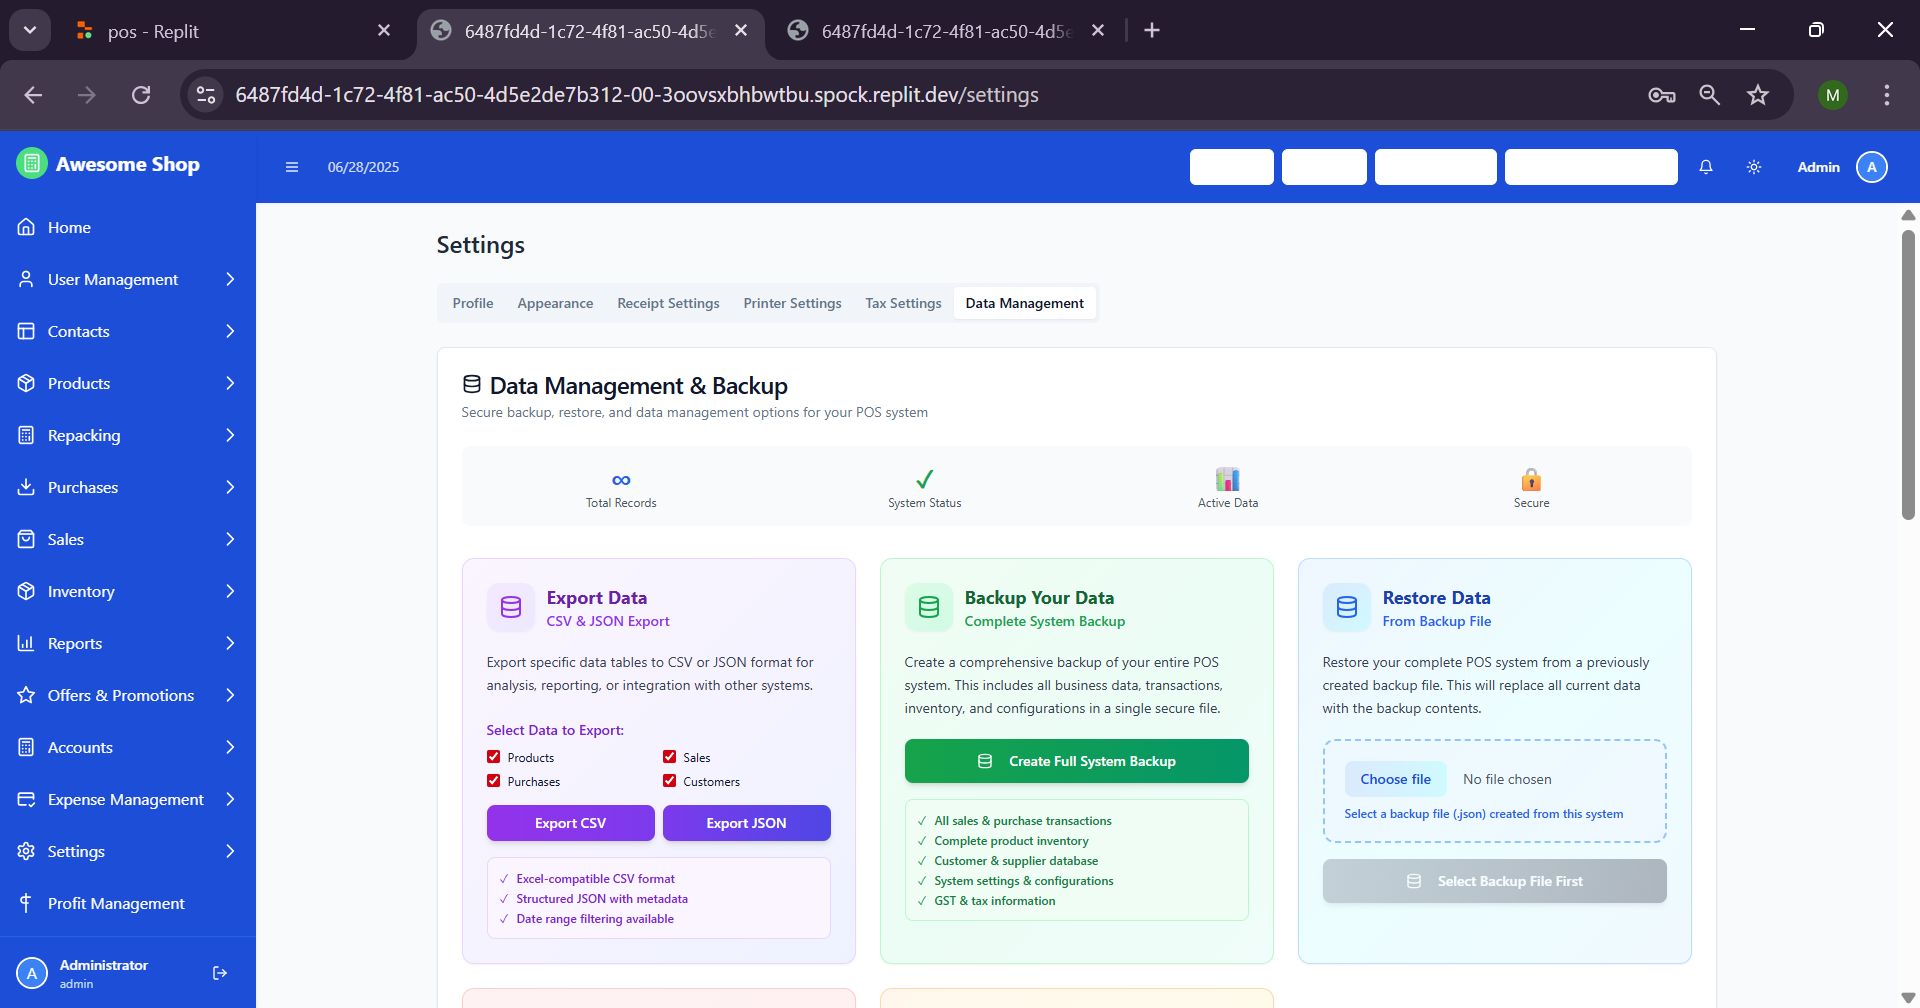 pos - Replit
6487fd4d-1c72-4f81-ac50-4d5e
6487fd4d-1c72-4f81-ac50-4d5e
6487fd4d-1c72-4f81-ac50-4d5e2de7b312-00-3oovsxbhbwtbu.spock.replit.dev/settings
M
Awesome Shop
06/28/2025
Admin
A
Home
User Management
Contacts
Products
Repacking
Purchases
Sales
Inventory
Reports
Offers & Promotions
Accounts
Expense Management
Settings
Profit Management
A
Administrator
admin
Settings
Profile
Appearance
Receipt Settings
Printer Settings
Tax Settings
Data Management
Data Management & Backup
Secure backup, restore, and data management options for your POS system
∞
Total Records
✓
System Status
Active Data
Secure
Export Data
CSV & JSON Export
Export specific data tables to CSV or JSON format for
analysis, reporting, or integration with other systems.
Select Data to Export:
Products
Sales
Purchases
Customers
Export CSV
Export JSON
✓ Excel-compatible CSV format
✓ Structured JSON with metadata
✓ Date range filtering available
Backup Your Data
Complete System Backup
Create a comprehensive backup of your entire POS
system. This includes all business data, transactions,
inventory, and configurations in a single secure file.
Create Full System Backup
✓ All sales & purchase transactions
✓ Complete product inventory
✓ Customer & supplier database
✓ System settings & configurations
✓ GST & tax information
Restore Data
From Backup File
Restore your complete POS system from a previously
created backup file. This will replace all current data
with the backup contents.
Choose file
No file chosen
Select a backup file (.json) created from this system
Select Backup File First